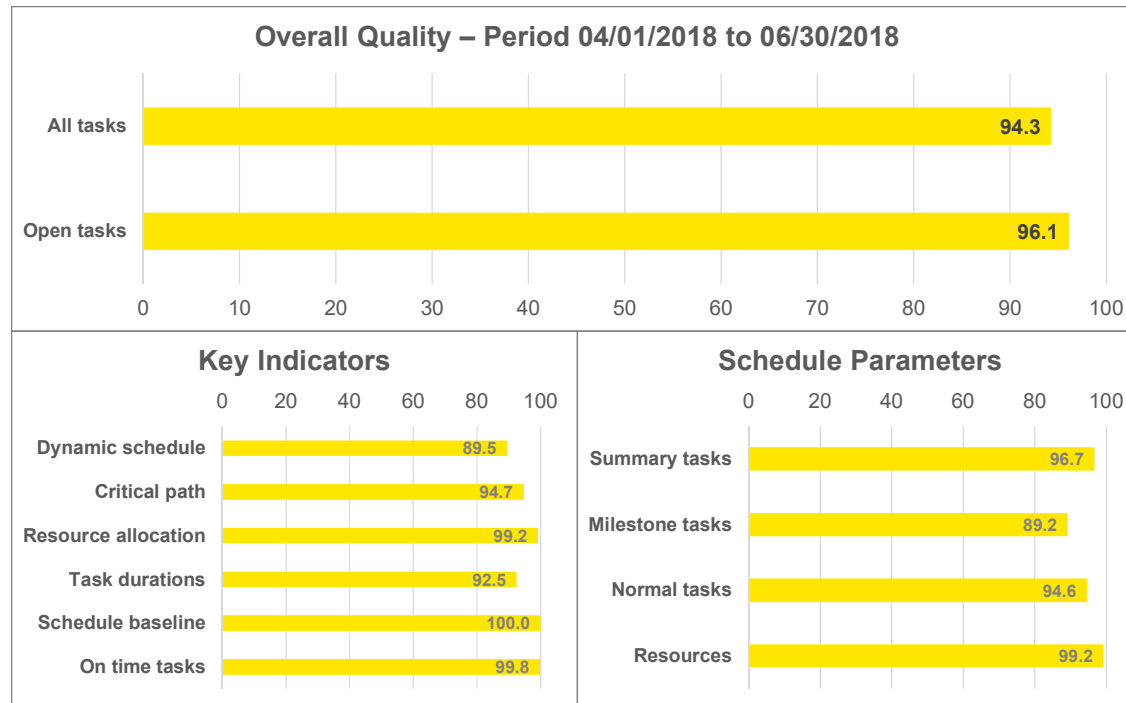 Overall Quality – Period 04/01/2018 to 06/30/2018
All tasks
94.3
Open tasks
96.1
0 10 20 30 40 50 60 70 80 90 100
Key Indicators
0 20 40 60 80 100
Dynamic schedule
89.5
Critical path
94.7
Resource allocation
99.2
Task durations
92.5
Schedule baseline
100.0
On time tasks
99.8
Schedule Parameters
0 20 40 60 80 100
Summary tasks
96.7
Milestone tasks
89.2
Normal tasks
94.6
Resources
99.2